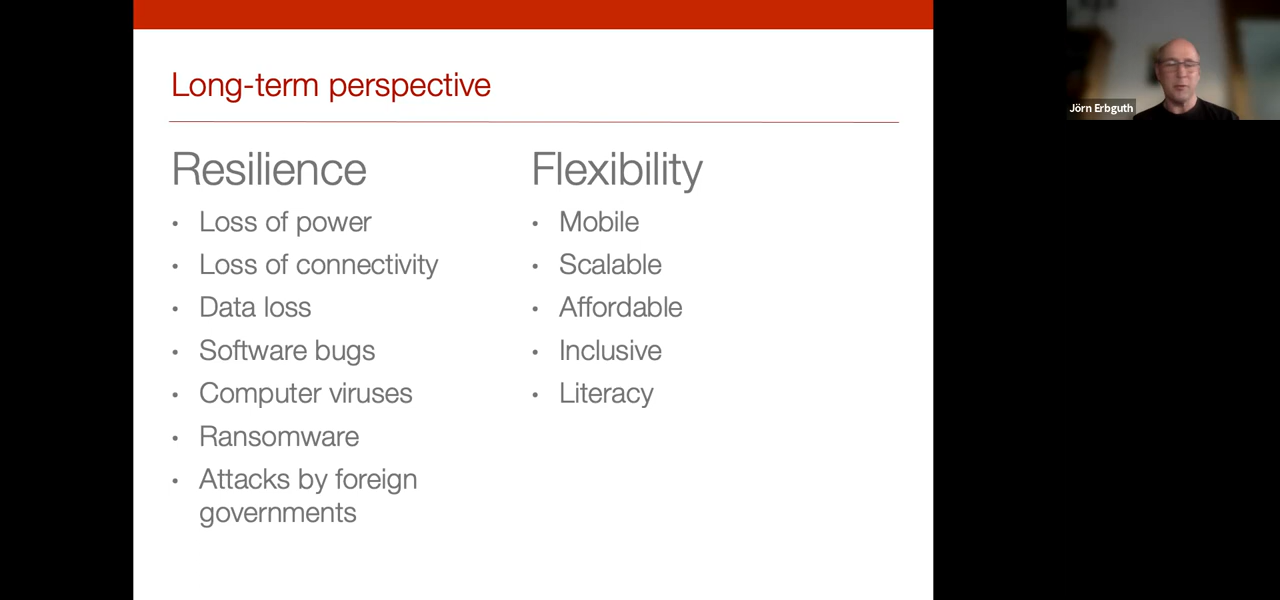 Long-term perspective
Resilience
• Loss of power
• Loss of connectivity
• Data loss
• Software bugs
• Computer viruses
• Ransomware
• Attacks by foreign
governments
Flexibility
• Mobile
• Scalable
• Affordable
• Inclusive
• Literacy
Jörn Erbguth